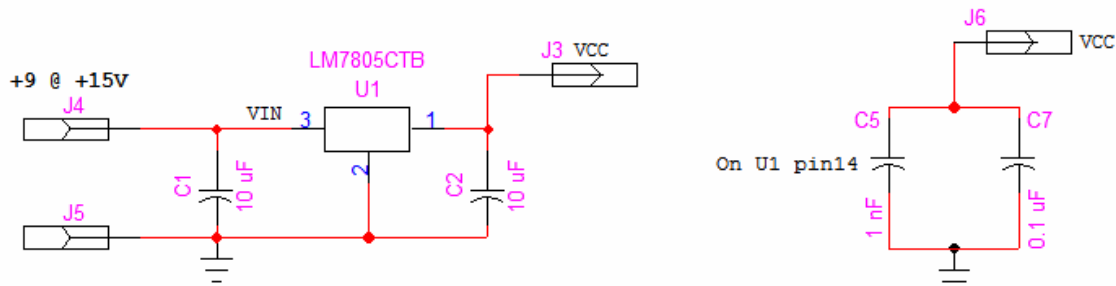 LM7805CTB
U1
J3 VCC
+9 @ +15V
J4
VIN
3
1
2
C1
10 uF
C2
10 uF
J5
J6
VCC
C5
C7
On U1 pin14
1 nF
0.1 uF